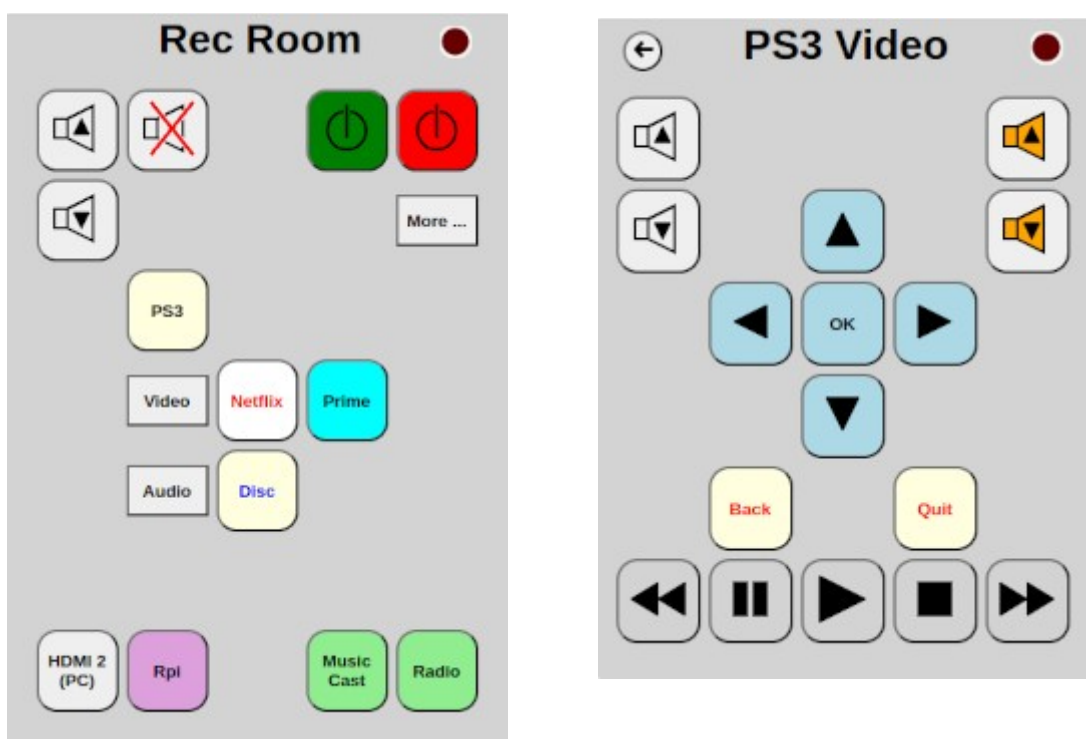 Rec Room
More ...
PS3
Video
Netflix
Prime
Audio
Disc
HDMI 2
(PC)
Rpi
Music
Cast
Radio
PS3 Video
OK
Back
Quit